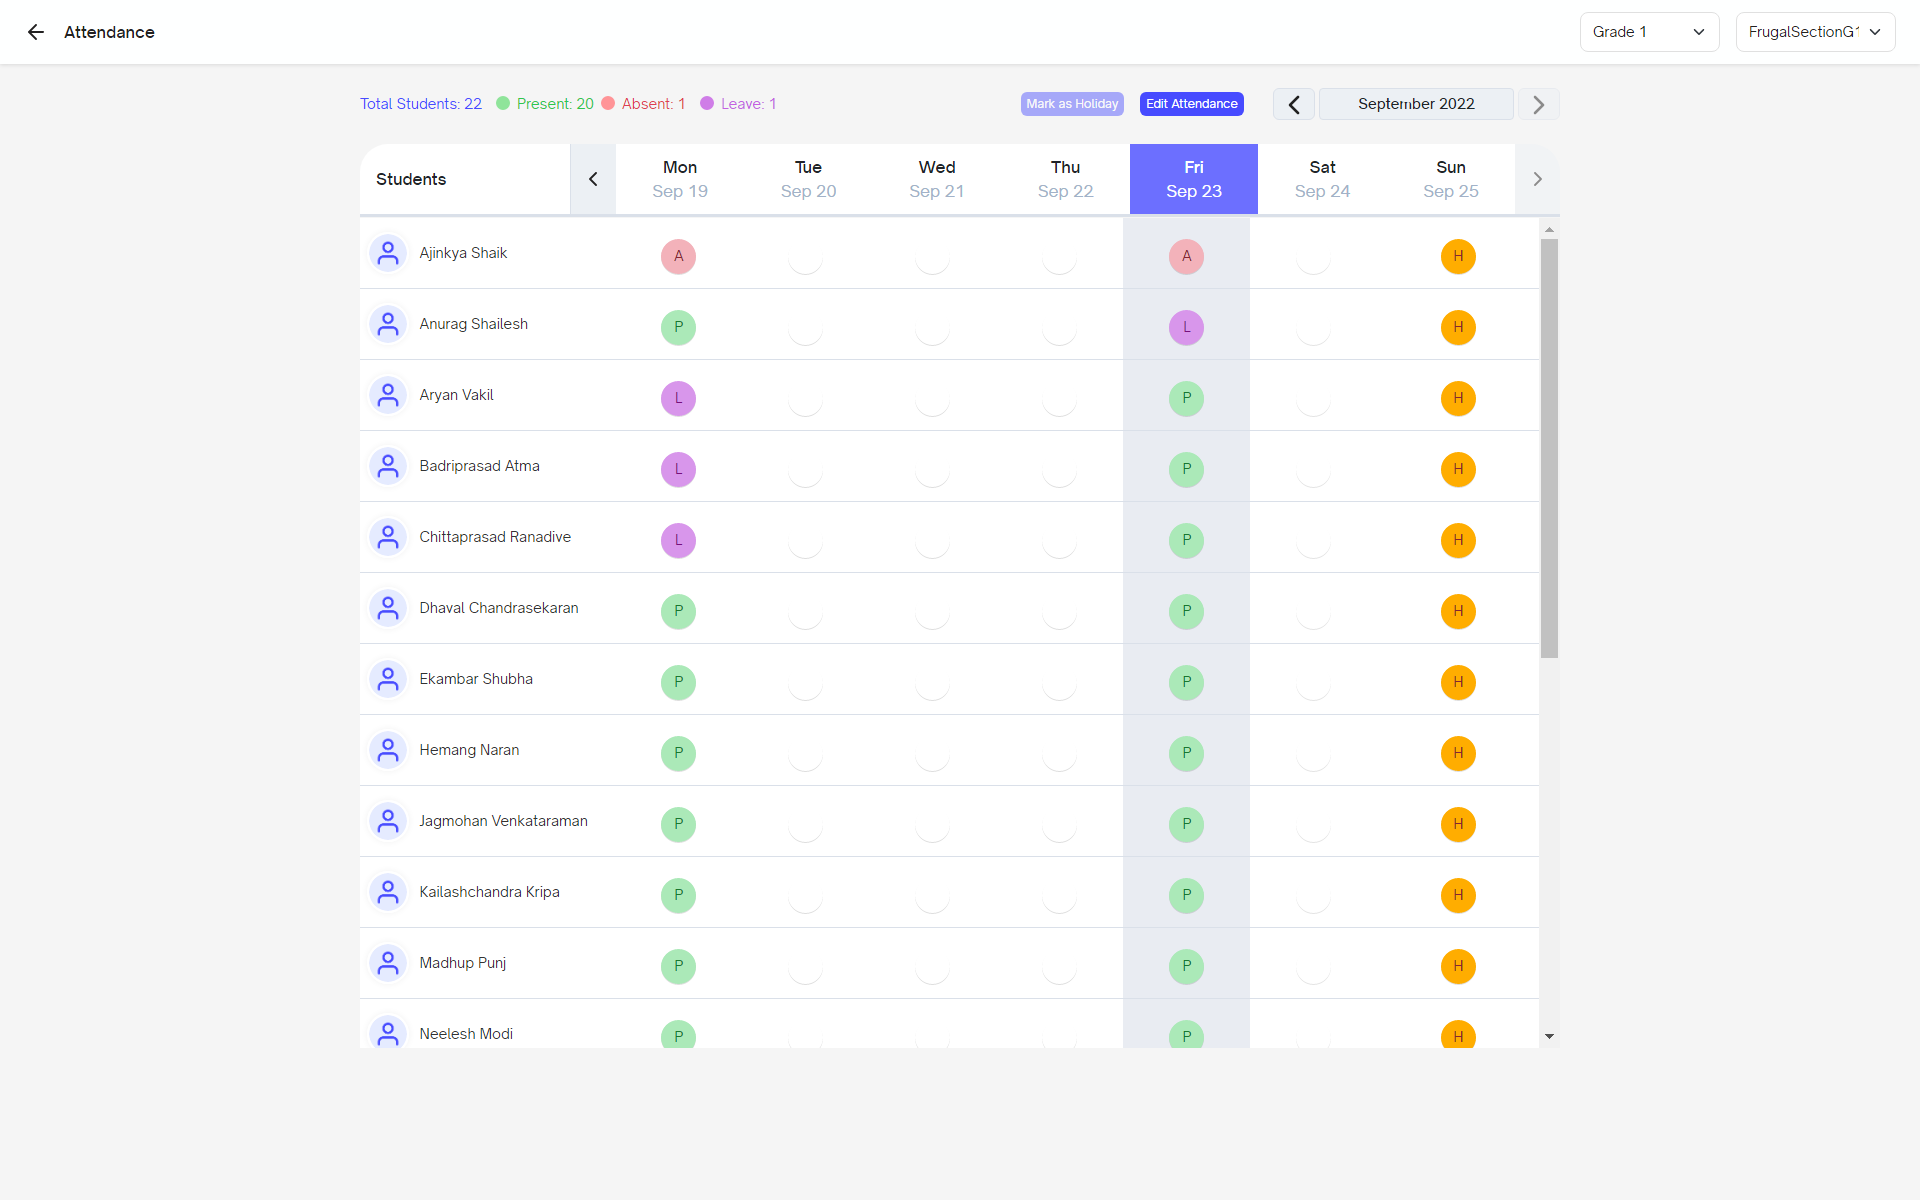 Attendance
Grade 1
FrugalSectionG1
Total Students: 22 Present: 20 Absent: 1 Leave: 1
Mark as Holiday
Edit Attendance
September 2022
Students
Mon Tue Wed Thu Fri Sat Sun
Sep 19 Sep 20 Sep 21 Sep 22 Sep 23 Sep 24 Sep 25
Ajinkya Shaik A A H
Anurag Shailesh P L H
Aryan Vakil L P H
Badriprasad Atma L P H
Chittaprasad Ranadive L P H
Dhaval Chandrasekaran P P H
Ekambar Shubha P P H
Hemang Naran P P H
Jagmohan Venkataraman P P H
Kailashchandra Kripa P P H
Madhup Punj P P H
Neelesh Modi P P H